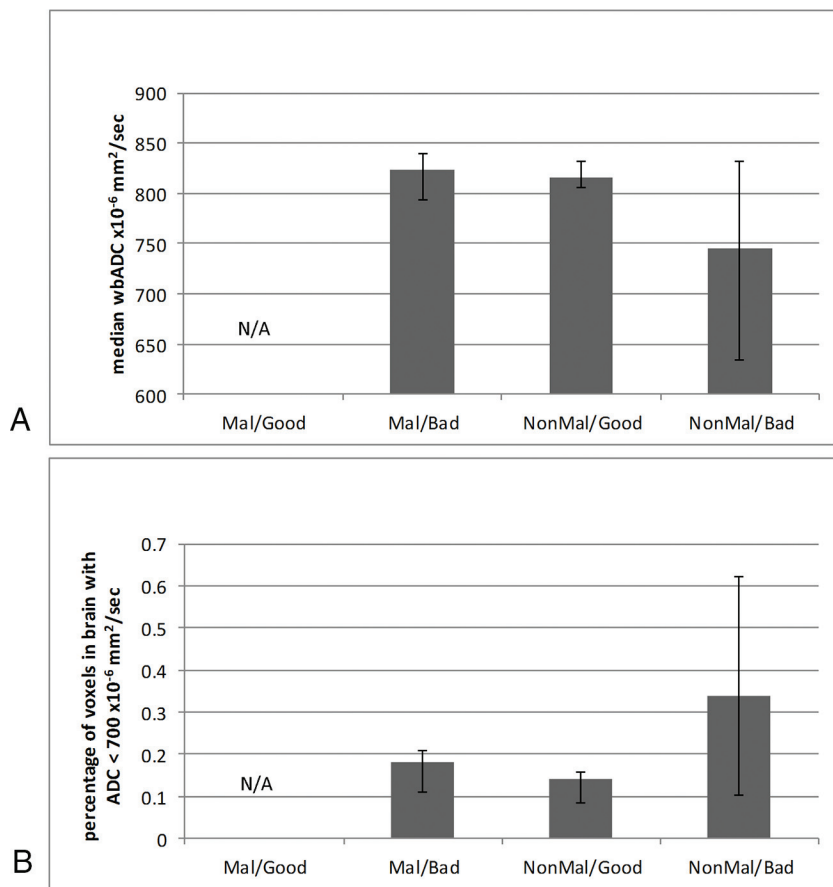 900
850
800
750
700
650
600
median wbADC x10⁻⁶ mm²/sec
N/A
Mal/Good Mal/Bad NonMal/Good NonMal/Bad
A
0.7
0.6
0.5
0.4
0.3
0.2
0.1
0
percentage of voxels in brain with
ADC < 700 x10⁻⁶ mm²/sec
N/A
Mal/Good Mal/Bad NonMal/Good NonMal/Bad
B